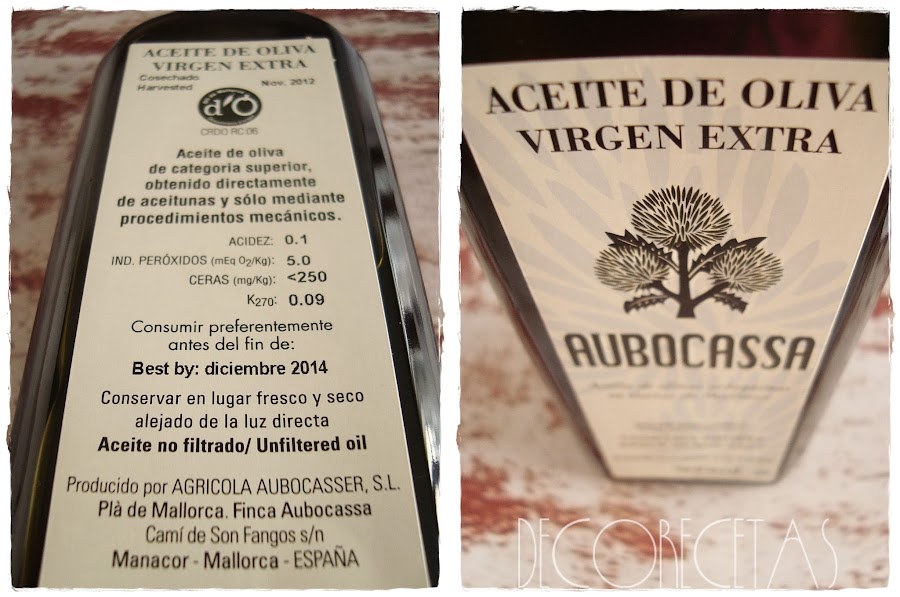 ACEITE DE OLIVA
VIRGEN EXTRA
Cosechado
Harvested
Nov. 2012
d'O
CRDO RC.06
Aceite de oliva
de categoria superior,
obtenido directamente
de aceitunas y sólo mediante
procedimientos mecánicos.
ACIDEZ: 0.1
IND. PERÓXIDOS (mEq O2/Kg): 5.0
CERAS (mg/Kg): <250
K270: 0.09
Consumir preferentemente
antes del fin de:
Best by: diciembre 2014
Conservar en lugar fresco y seco
alejado de la luz directa
Aceite no filtrado/ Unfiltered oil
Producido por AGRICOLA AUBOCASSER, S.L.
Plà de Mallorca. Finca Aubocassa
Camí de Son Fangos s/n
Manacor - Mallorca - ESPAÑA
ACEITE DE OLIVA
VIRGEN EXTRA
AUBOCASSA
DECORECETAS